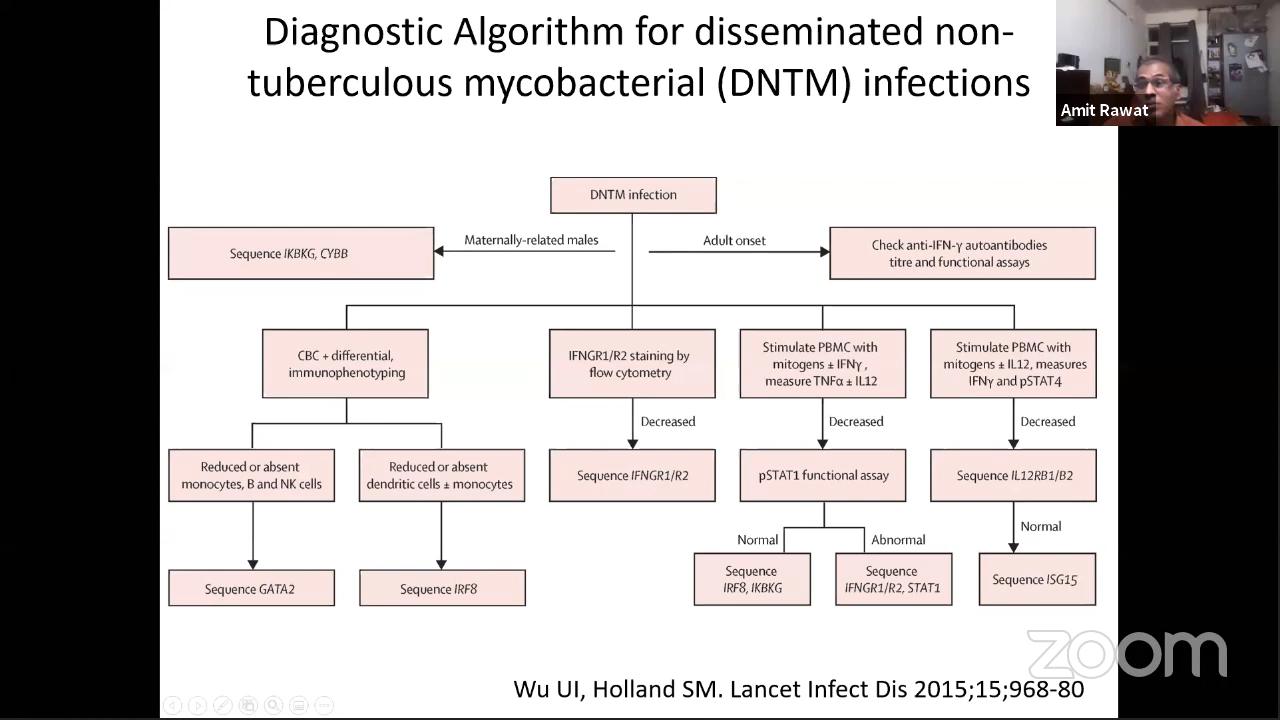 Diagnostic Algorithm for disseminated non-
tuberculous mycobacterial (DNTM) infections
Amit Rawat
DNTM infection
Maternally-related males
Adult onset
Sequence IKBKG, CYBB
Check anti-IFN-γ autoantibodies
titre and functional assays
CBC + differential,
immunophenotyping
IFNGR1/R2 staining by
flow cytometry
Stimulate PBMC with
mitogens ± IFNγ ,
measure TNFα ± IL12
Stimulate PBMC with
mitogens ± IL12, measures
IFNγ and pSTAT4
Decreased
Decreased
Decreased
Reduced or absent
monocytes, B and NK cells
Reduced or absent
dendritic cells ± monocytes
Sequence IFNGR1/R2
pSTAT1 functional assay
Sequence IL12RB1/B2
Normal
Abnormal
Normal
Sequence GATA2
Sequence IRF8
Sequence
IRF8, IKBKG
Sequence
IFNGR1/R2, STAT1
Sequence ISG15
zoom
Wu UI, Holland SM. Lancet Infect Dis 2015;15;968-80